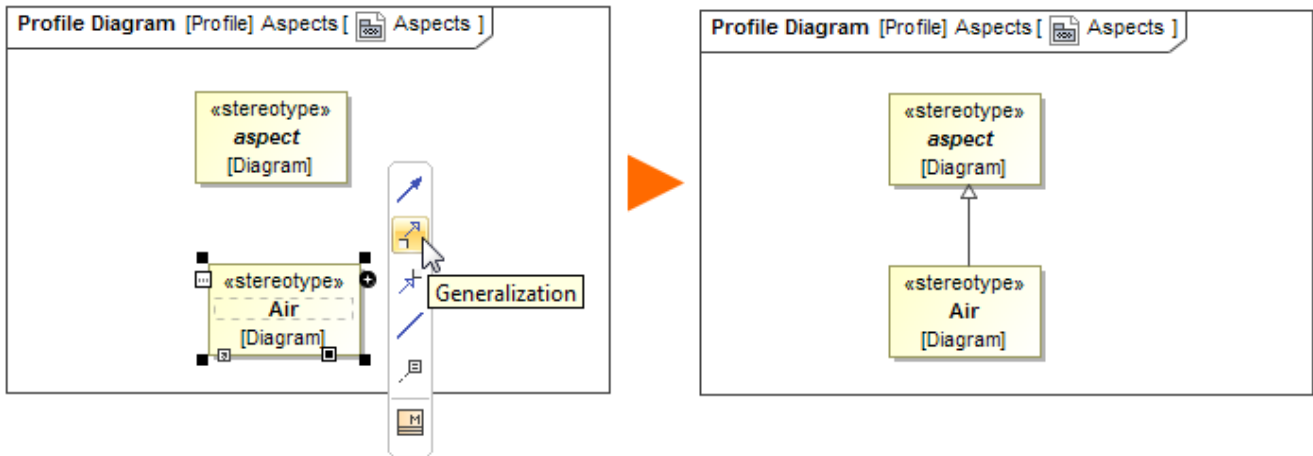 Profile Diagram [Profile] Aspects [ Aspects ]
«stereotype»
aspect
[Diagram]
«stereotype»
Air
[Diagram]
Generalization
M
Profile Diagram [Profile] Aspects [ Aspects ]
«stereotype»
aspect
[Diagram]
«stereotype»
Air
[Diagram]